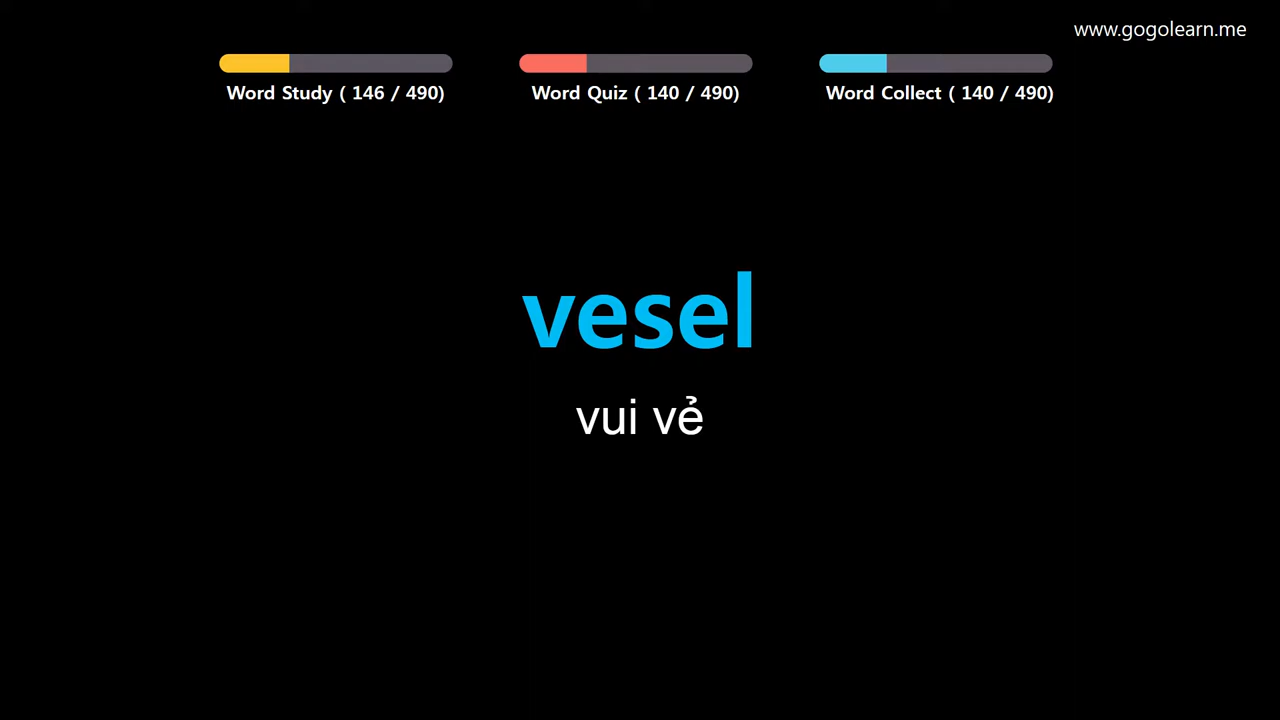 www.gogolearn.me
Word Study ( 146 / 490)
Word Quiz ( 140 / 490)
Word Collect ( 140 / 490)
vesel
vui vẻ